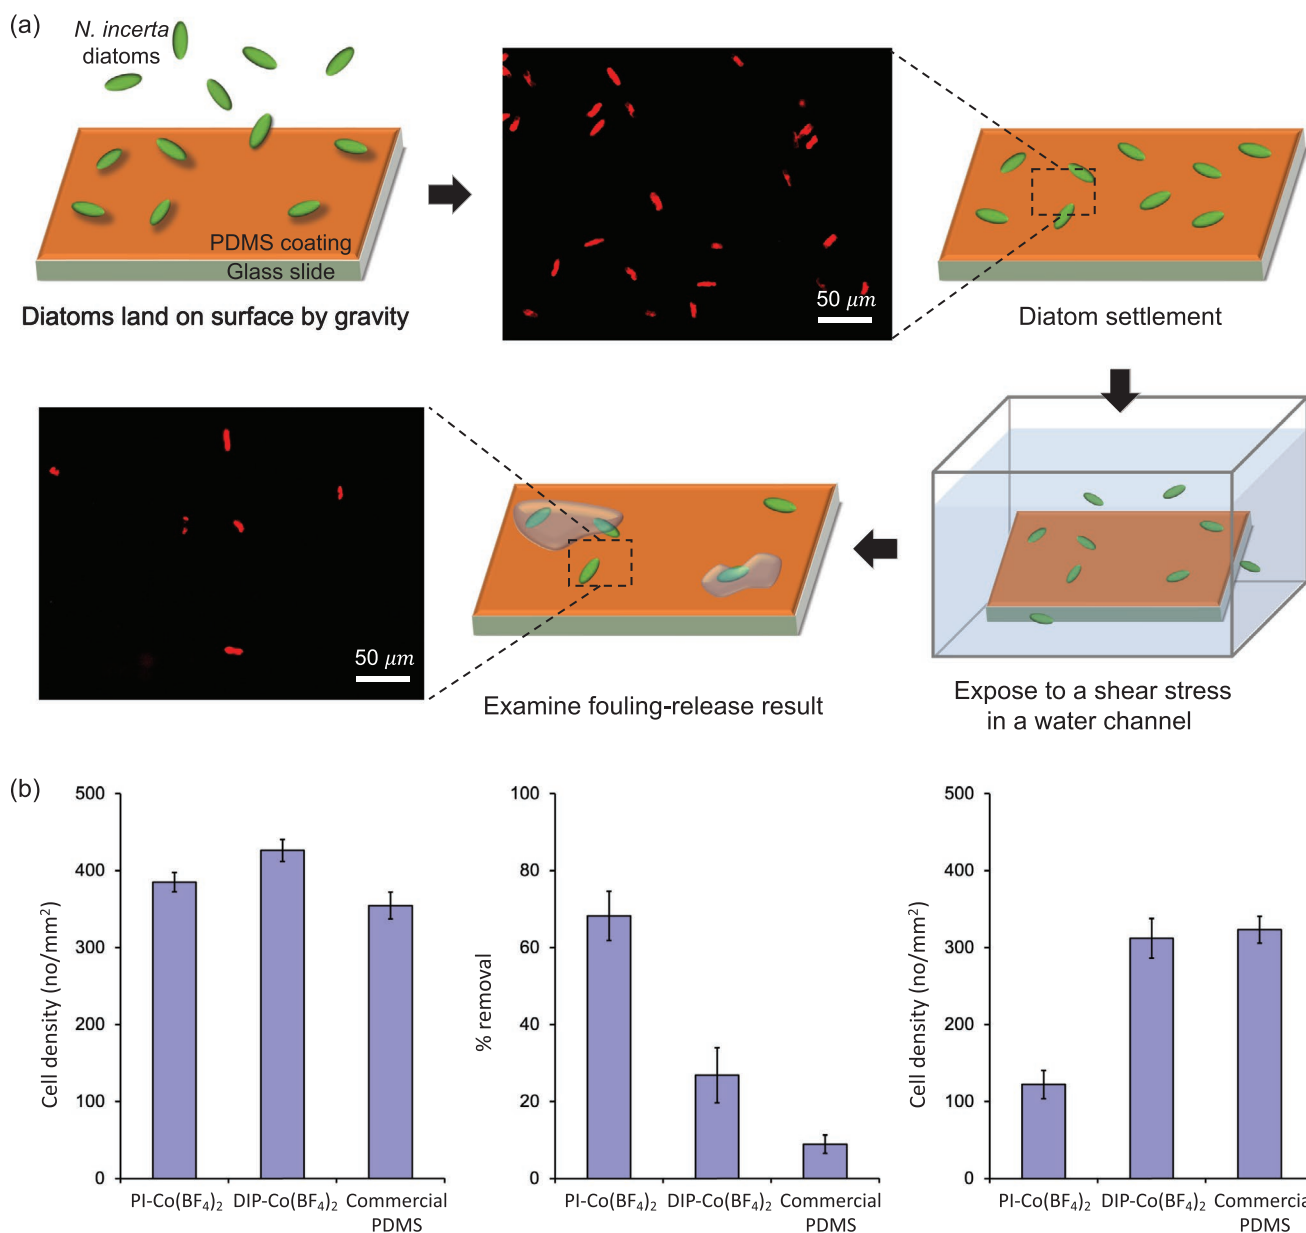 (a)
N. incerta
diatoms
PDMS coating
Glass slide
Diatoms land on surface by gravity
50 μm
Diatom settlement
50 μm
Examine fouling-release result
Expose to a shear stress
in a water channel
(b)
Cell density (no/mm²)
500
400
300
200
100
0
PI-Co(BF₄)₂ DIP-Co(BF₄)₂ Commercial
PDMS
% removal
100
80
60
40
20
0
PI-Co(BF₄)₂ DIP-Co(BF₄)₂ Commercial
PDMS
Cell density (no/mm²)
500
400
300
200
100
0
PI-Co(BF₄)₂ DIP-Co(BF₄)₂ Commercial
PDMS